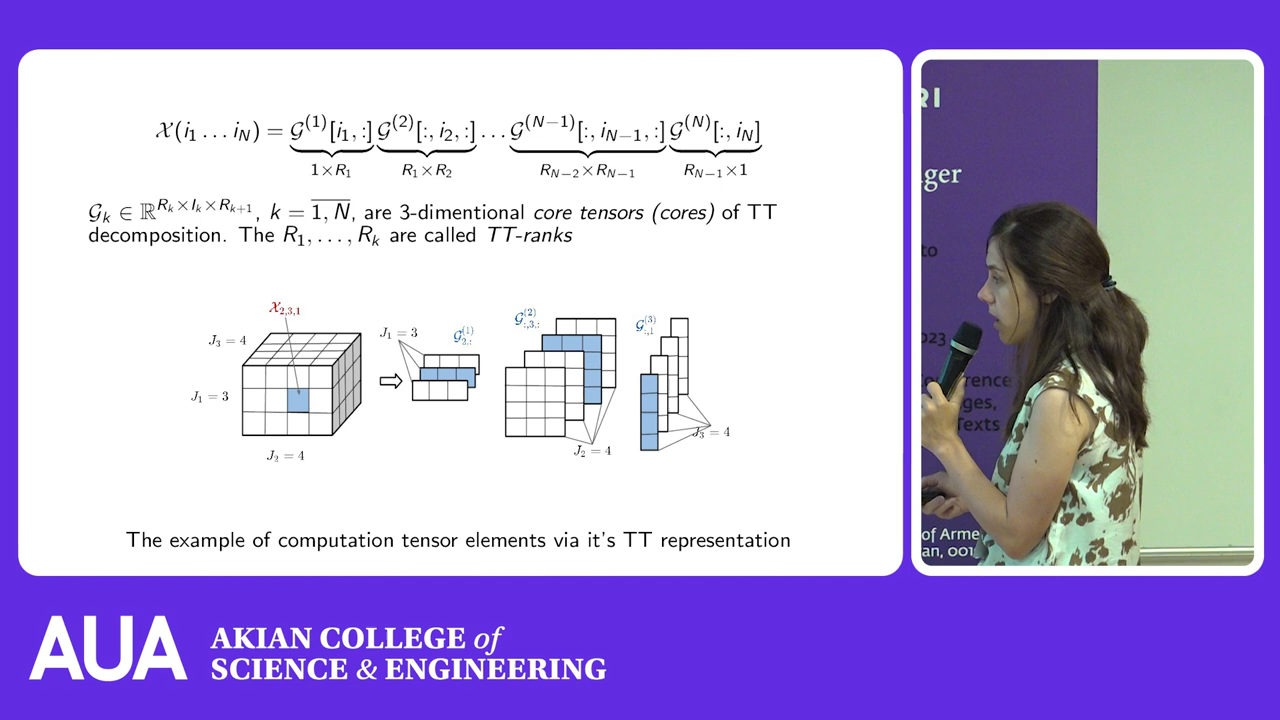 𝒳(i₁ … i_N) = 𝒢⁽¹⁾[i₁, :] 𝒢⁽²⁾[:, i₂, :] … 𝒢⁽ᴺ⁻¹⁾[:, i_{N−1}, :] 𝒢⁽ᴺ⁾[:, i_N]
1×R₁ R₁×R₂ R_{N−2}×R_{N−1} R_{N−1}×1
𝒢_k ∈ ℝ^{R_k×I_k×R_{k+1}}, k = \overline{1, N}, are 3-dimentional core tensors (cores) of TT
decomposition. The R₁, …, R_k are called TT-ranks
𝒳₂,₃,₁
J₃ = 4
J₁ = 3
J₂ = 4
J₁ = 3
𝒢⁽¹⁾₂,:
𝒢⁽²⁾:,₃,:
J₂ = 4
𝒢⁽³⁾:,₁
J₃ = 4
The example of computation tensor elements via it's TT representation
RI
ger
to
023
rence
ges,
Texts
of Arme
an, 001
AUA
AKIAN COLLEGE of
SCIENCE & ENGINEERING